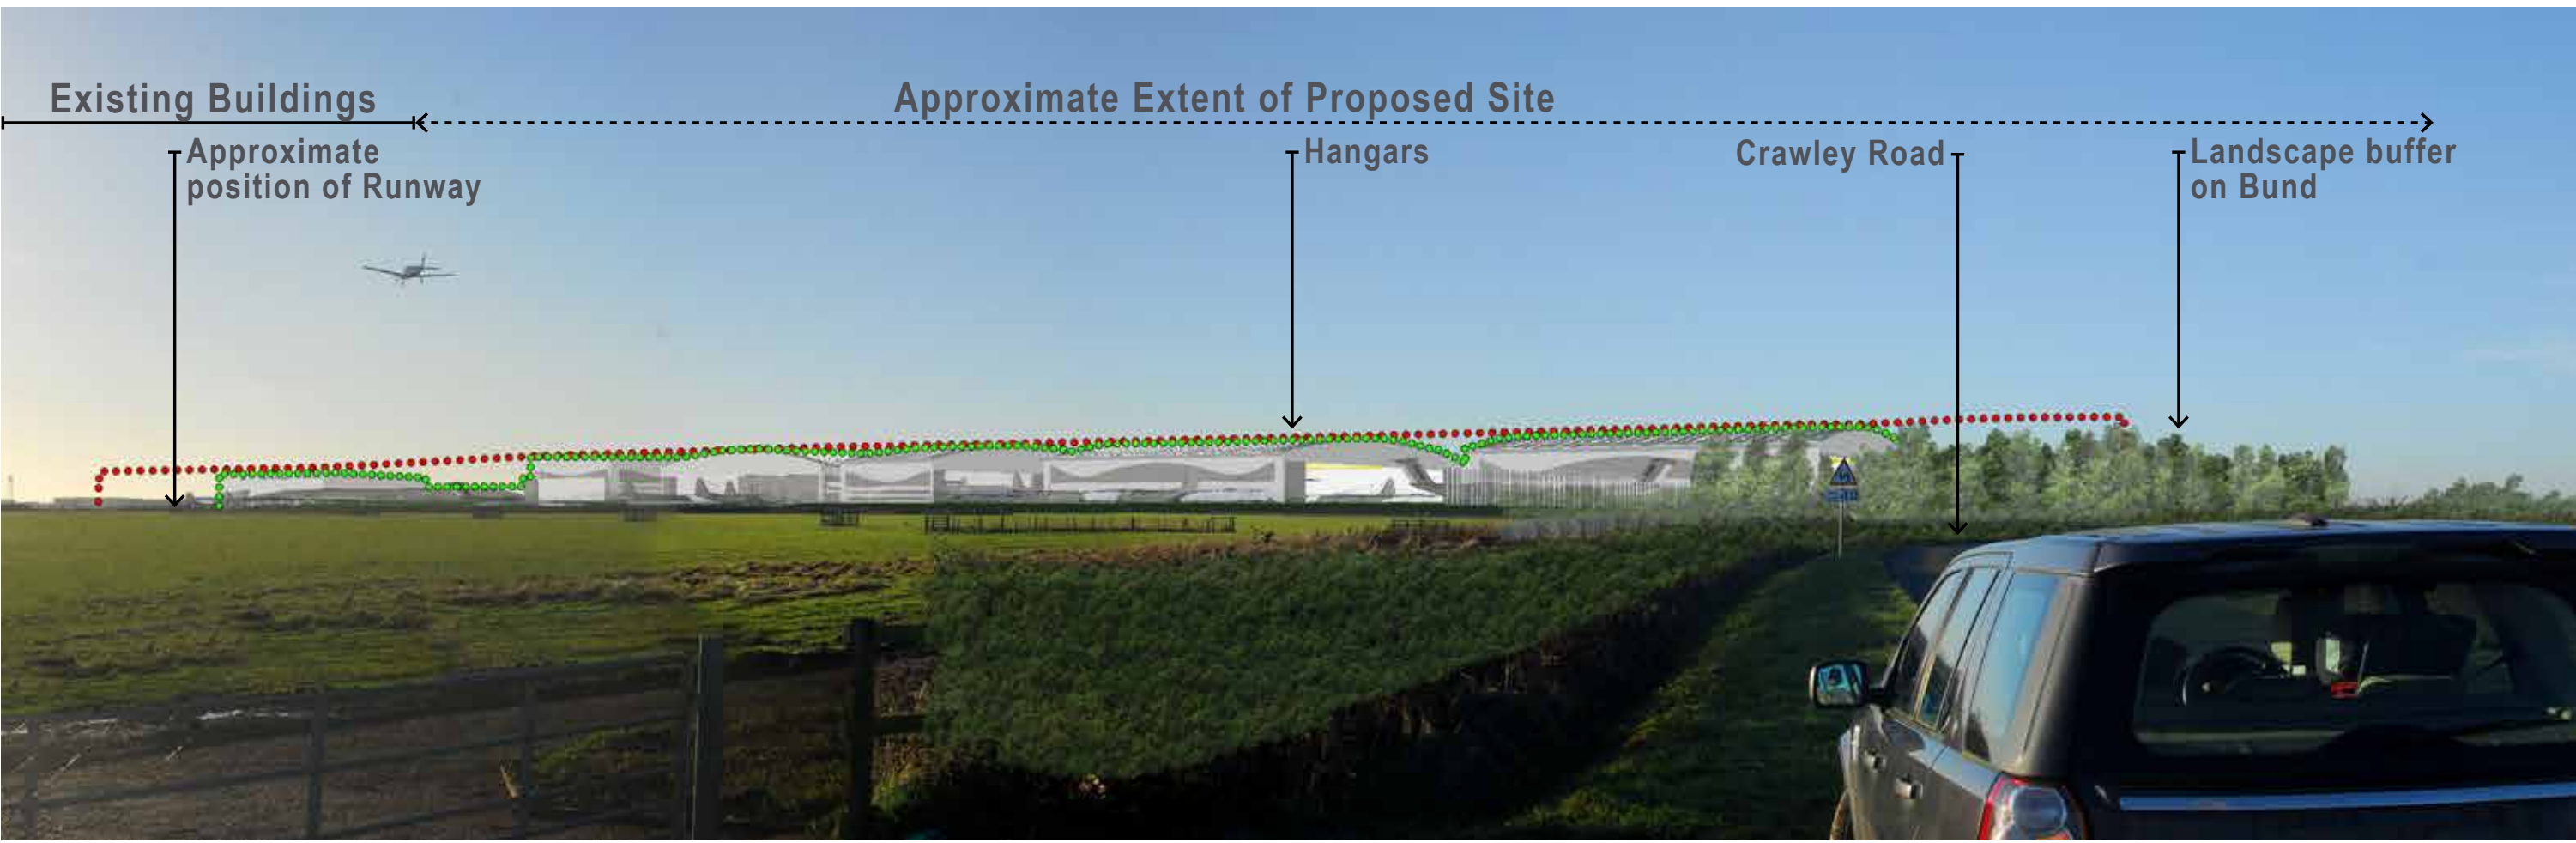 Existing Buildings
Approximate Extent of Proposed Site
Approximate
position of Runway
Hangars
Crawley Road
Landscape buffer
on Bund